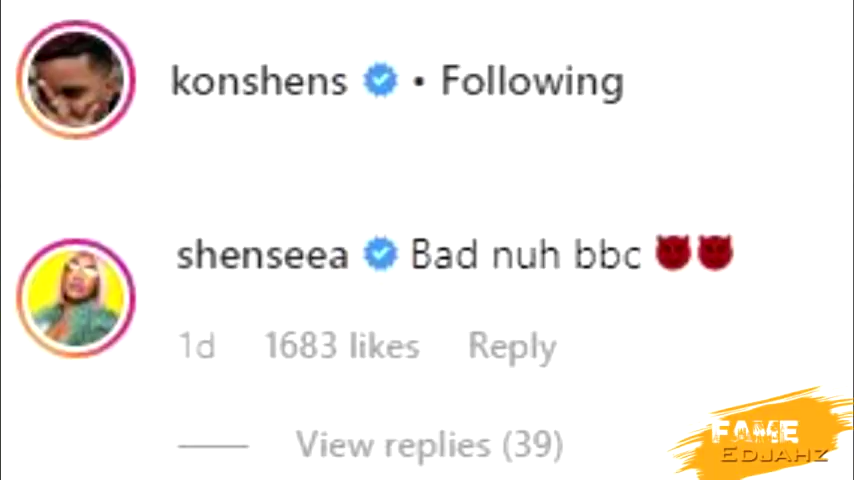 konshens • Following
shenseea Bad nuh bbc 👿👿
1d 1683 likes Reply
View replies (39)
FAME
EDJAHZ